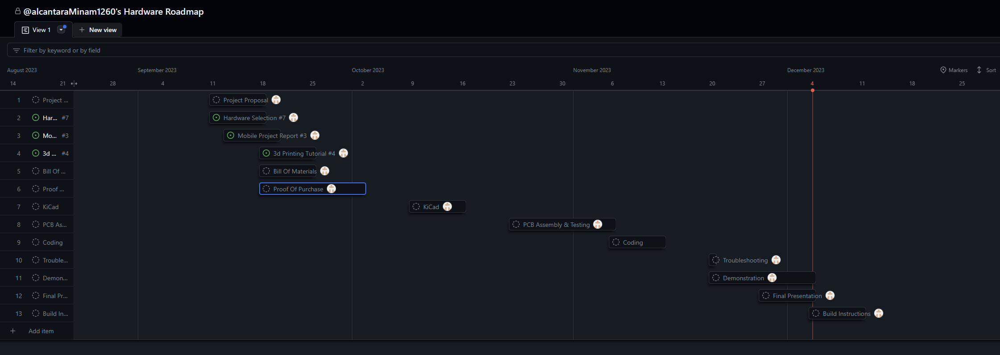 @alcantaraMinam1260's Hardware Roadmap
View 1 New view
Filter by keyword or by field
August 2023 September 2023 October 2023 November 2023 December 2023 Markers Sort
14 21 28 4 11 18 25 2 9 16 23 30 6 13 20 27 4 11 18 25
1 Project ... Project Proposal
2 Har... #7 Hardware Selection #7
3 Mo... #3 Mobile Project Report #3
4 3d ... #4 3d Printing Tutorial #4
5 Bill Of ... Bill Of Materials
6 Proof ... Proof Of Purchase
7 KiCad KiCad
8 PCB As... PCB Assembly & Testing
9 Coding Coding
10 Trouble... Troubleshooting
11 Demon... Demonstration
12 Final Pr... Final Presentation
13 Build In... Build Instructions
Add item